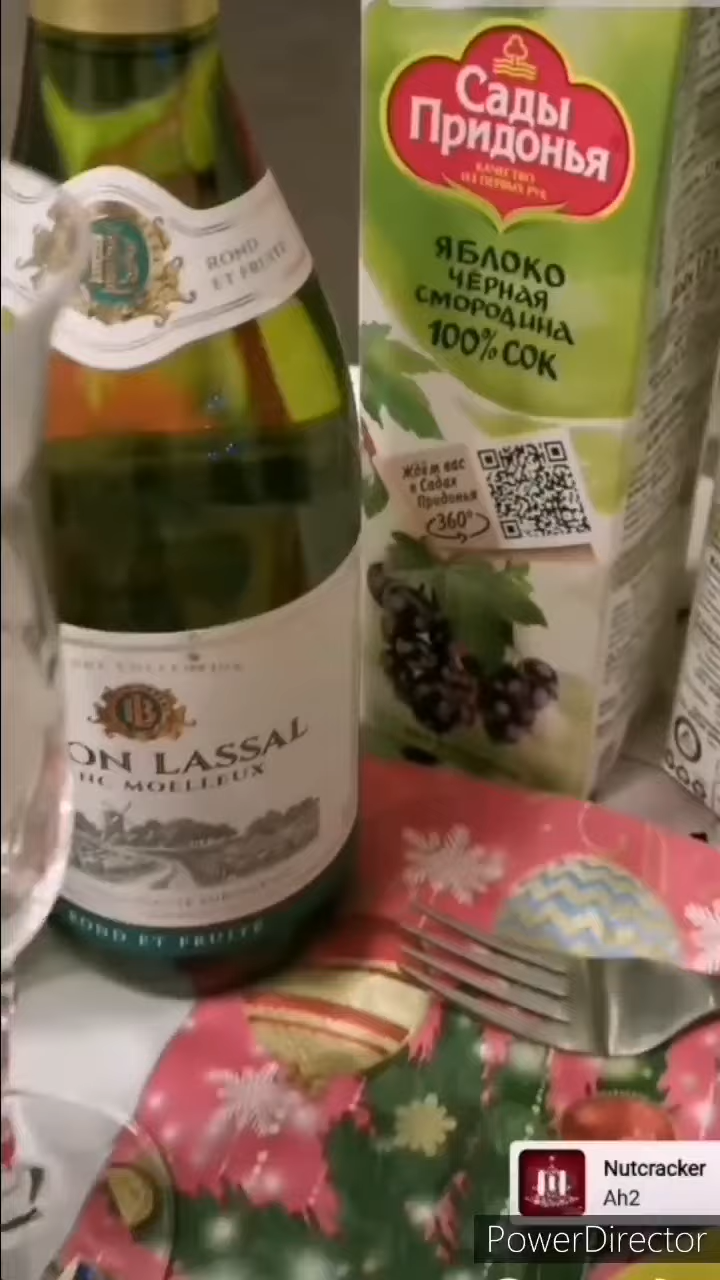 Сады
Придонья
КАЧЕСТВО
ИЗ ПЕРВЫХ РУК
ROND
ET FRUITÉ
ЯБЛОКО
ЧЁРНАЯ
СМОРОДИНА
100% СОК
Ждём вас
в Садах
Придонья
360°
ON LASSAL
NC MOELLEUX
ROND ET FRUITÉ
Nutcracker
Ah2
PowerDirector